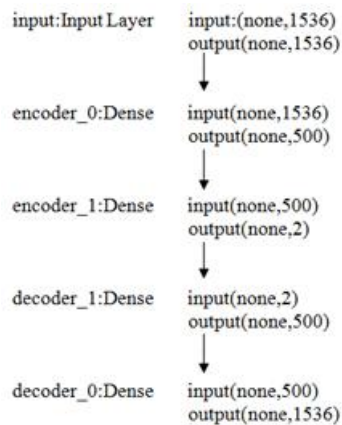 input:Input Layer input:(none,1536)
output(none,1536)
encoder_0:Dense input(none,1536)
output(none,500)
encoder_1:Dense input(none,500)
output(none,2)
decoder_1:Dense input(none,2)
output(none,500)
decoder_0:Dense input(none,500)
output(none,1536)